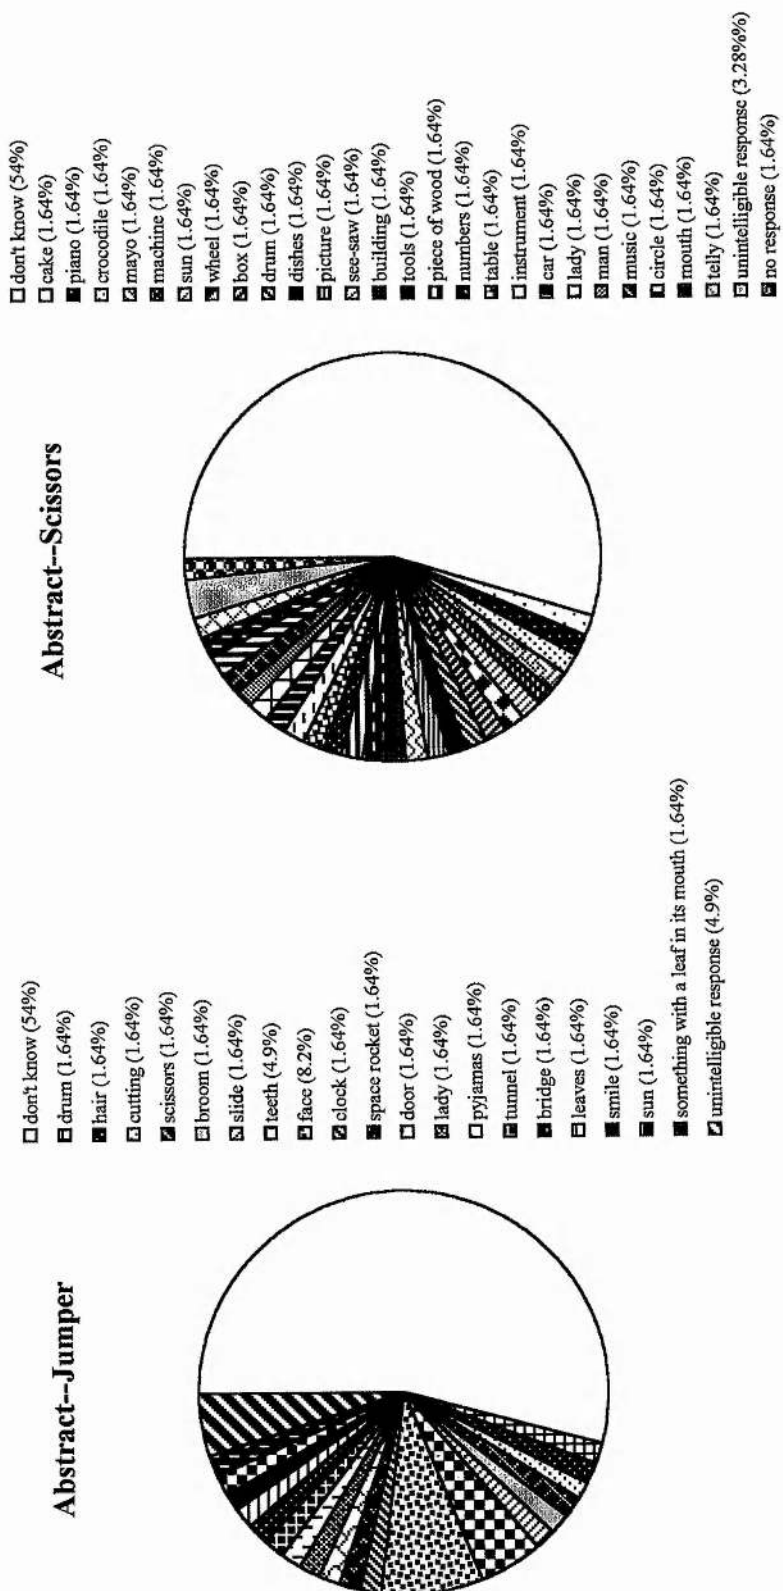 Abstract--Jumper
don't know (54%)
drum (1.64%)
hair (1.64%)
cutting (1.64%)
scissors (1.64%)
broom (1.64%)
slide (1.64%)
teeth (4.9%)
face (8.2%)
clock (1.64%)
space rocket (1.64%)
door (1.64%)
lady (1.64%)
pyjamas (1.64%)
tunnel (1.64%)
bridge (1.64%)
leaves (1.64%)
smile (1.64%)
sun (1.64%)
something with a leaf in its mouth (1.64%)
unintelligible response (4.9%)
Abstract--Scissors
don't know (54%)
cake (1.64%)
piano (1.64%)
crocodile (1.64%)
mayo (1.64%)
machine (1.64%)
sun (1.64%)
wheel (1.64%)
box (1.64%)
drum (1.64%)
dishes (1.64%)
picture (1.64%)
see-saw (1.64%)
building (1.64%)
tools (1.64%)
piece of wood (1.64%)
numbers (1.64%)
table (1.64%)
instrument (1.64%)
car (1.64%)
lady (1.64%)
man (1.64%)
music (1.64%)
circle (1.64%)
mouth (1.64%)
telly (1.64%)
unintelligible response (3.28%%)
no response (1.64%)